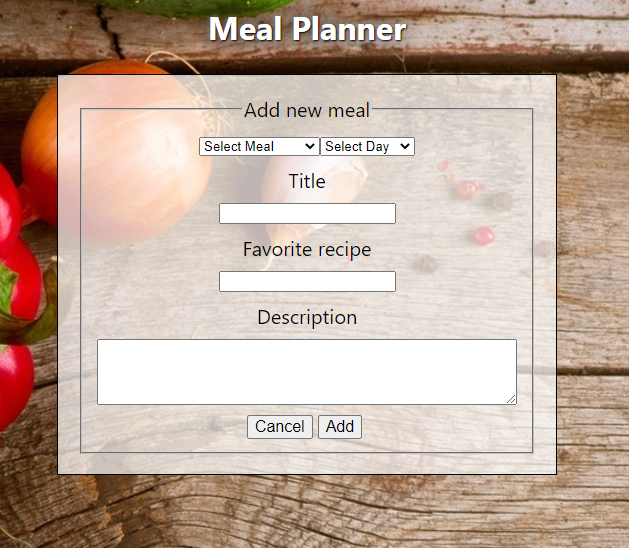 Meal Planner
Add new meal
Select Meal Select Day
Title
Favorite recipe
Description
Cancel Add